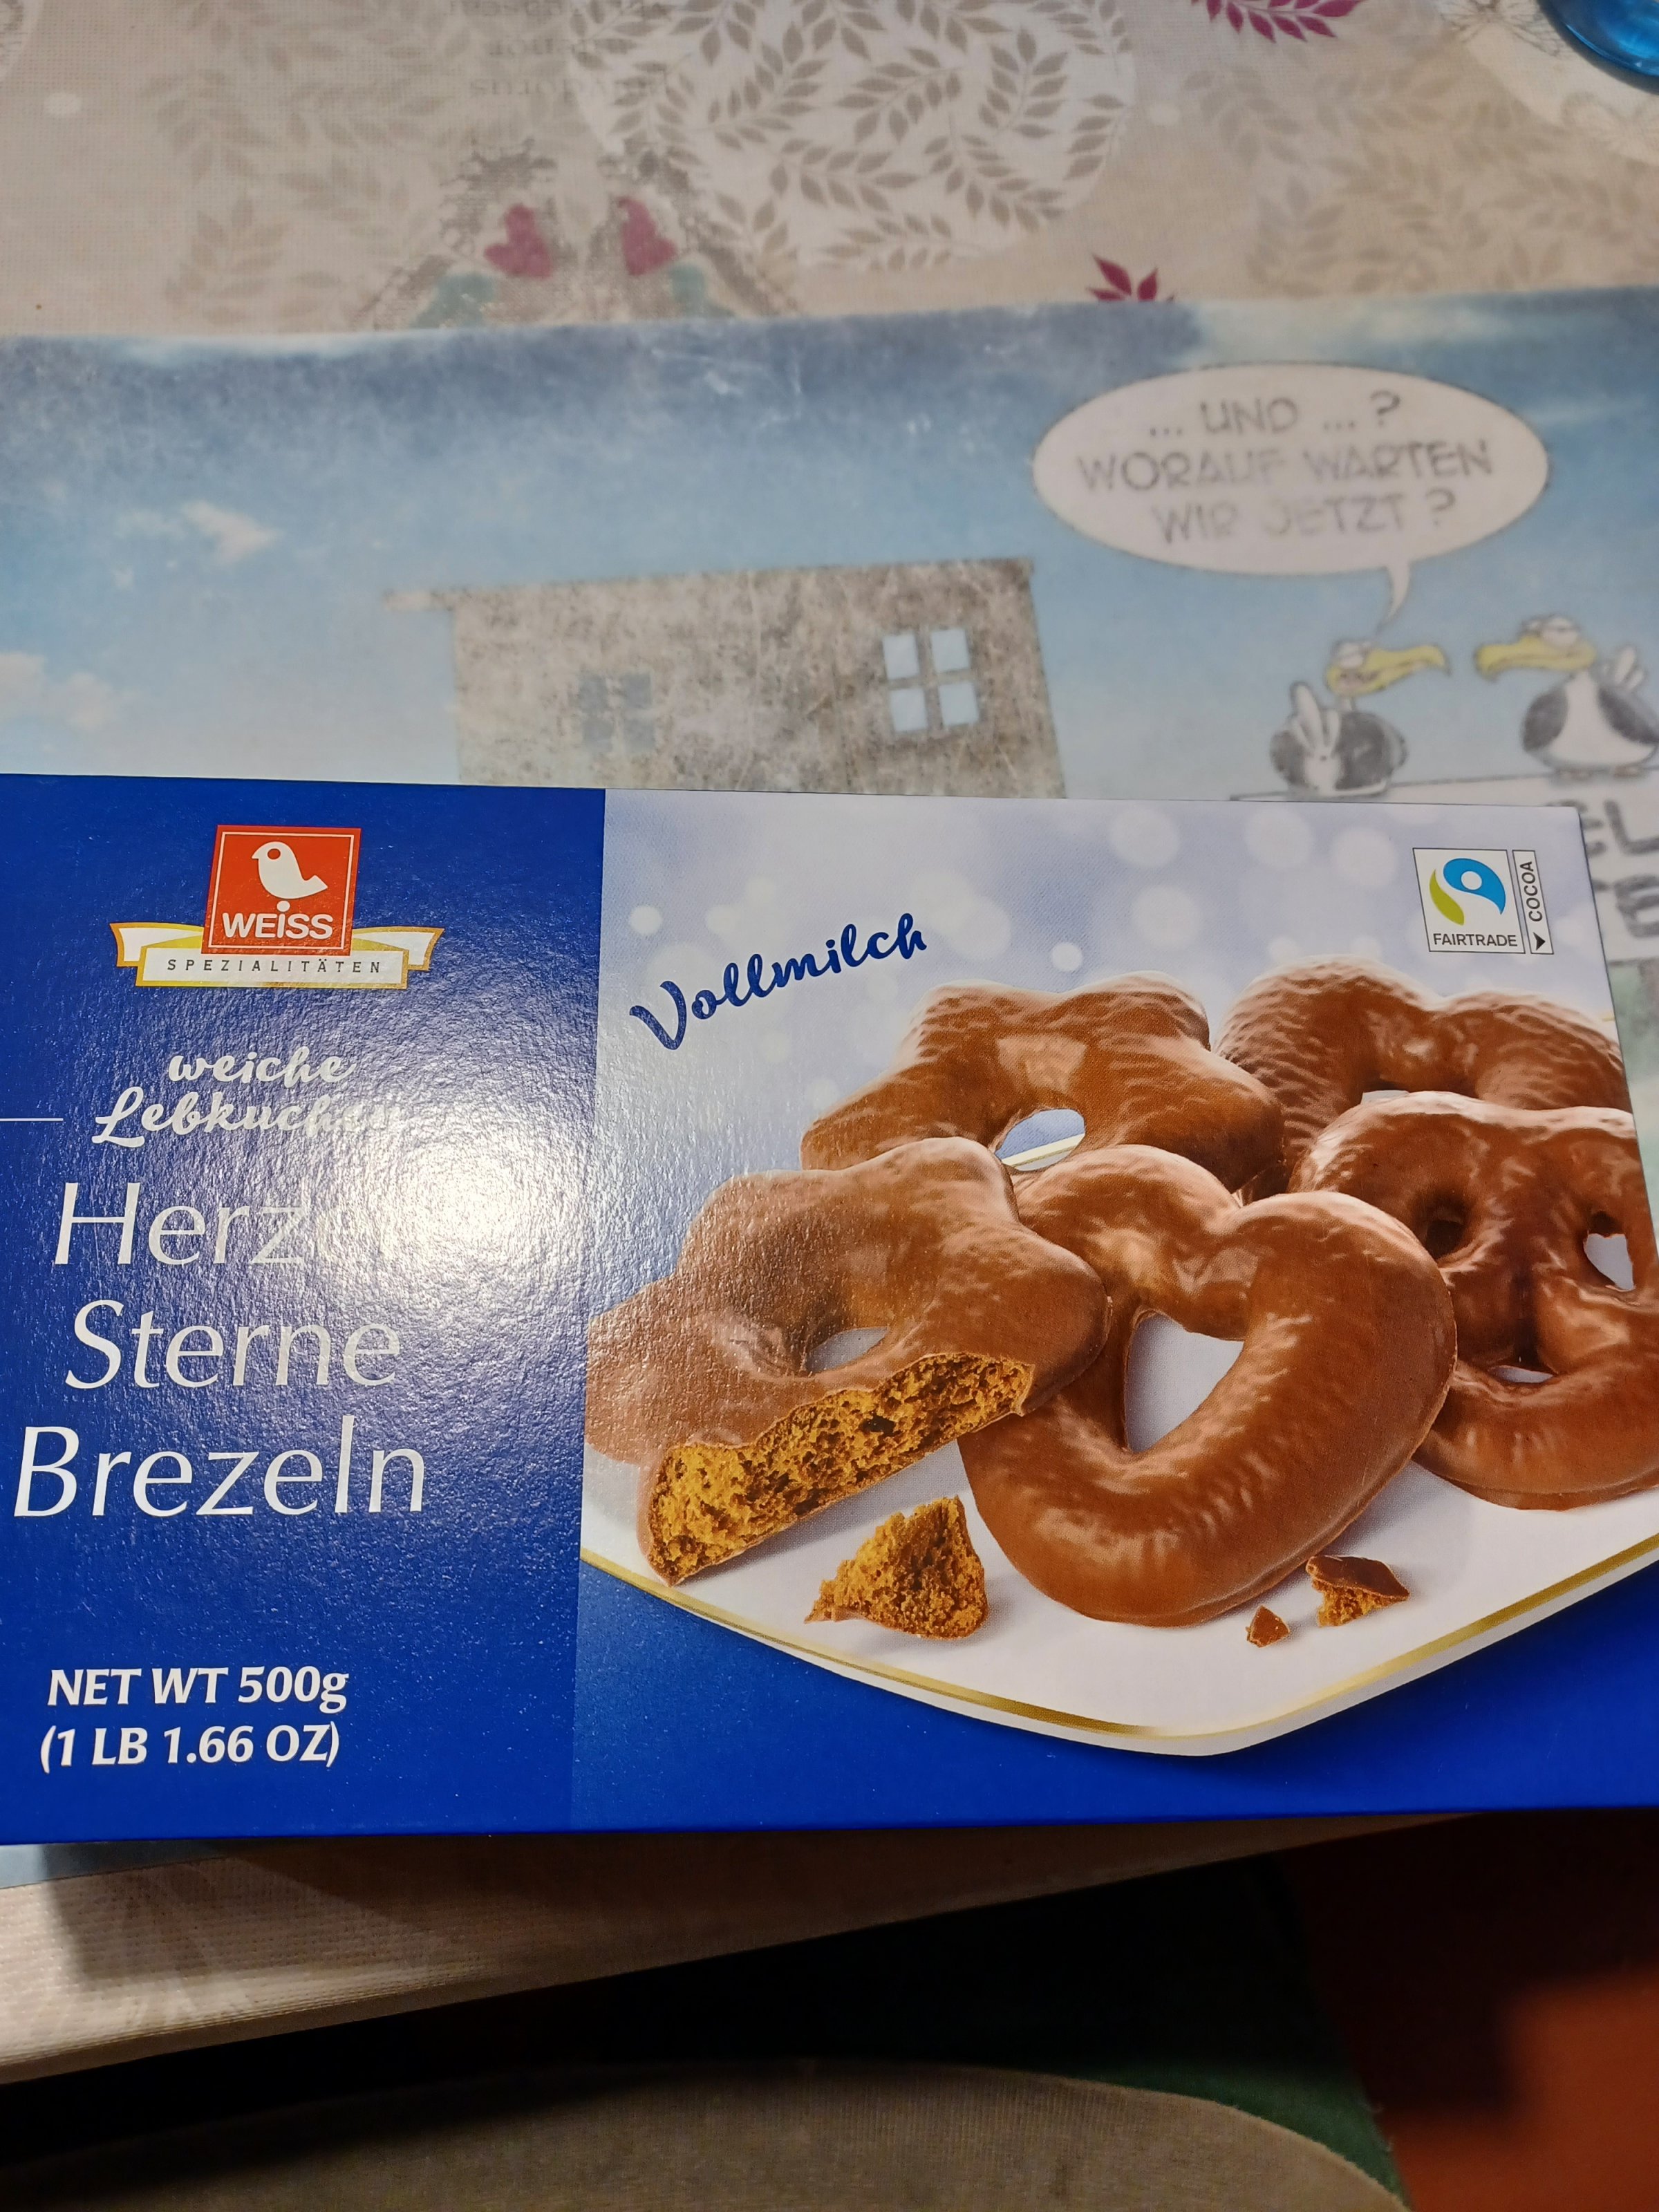 ... UND ... ?
WORAUF WARTEN
WIR JETZT ?
WEISS
SPEZIALITÄTEN
weiche
Lebkuchen
Herzen
Sterne
Brezeln
NET WT 500g
(1 LB 1.66 OZ)
Vollmilch
FAIRTRADE
COCOA